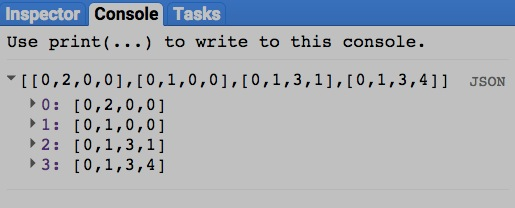 Inspector Console Tasks
Use print(...) to write to this console.
[[0,2,0,0],[0,1,0,0],[0,1,3,1],[0,1,3,4]] JSON
0: [0,2,0,0]
1: [0,1,0,0]
2: [0,1,3,1]
3: [0,1,3,4]